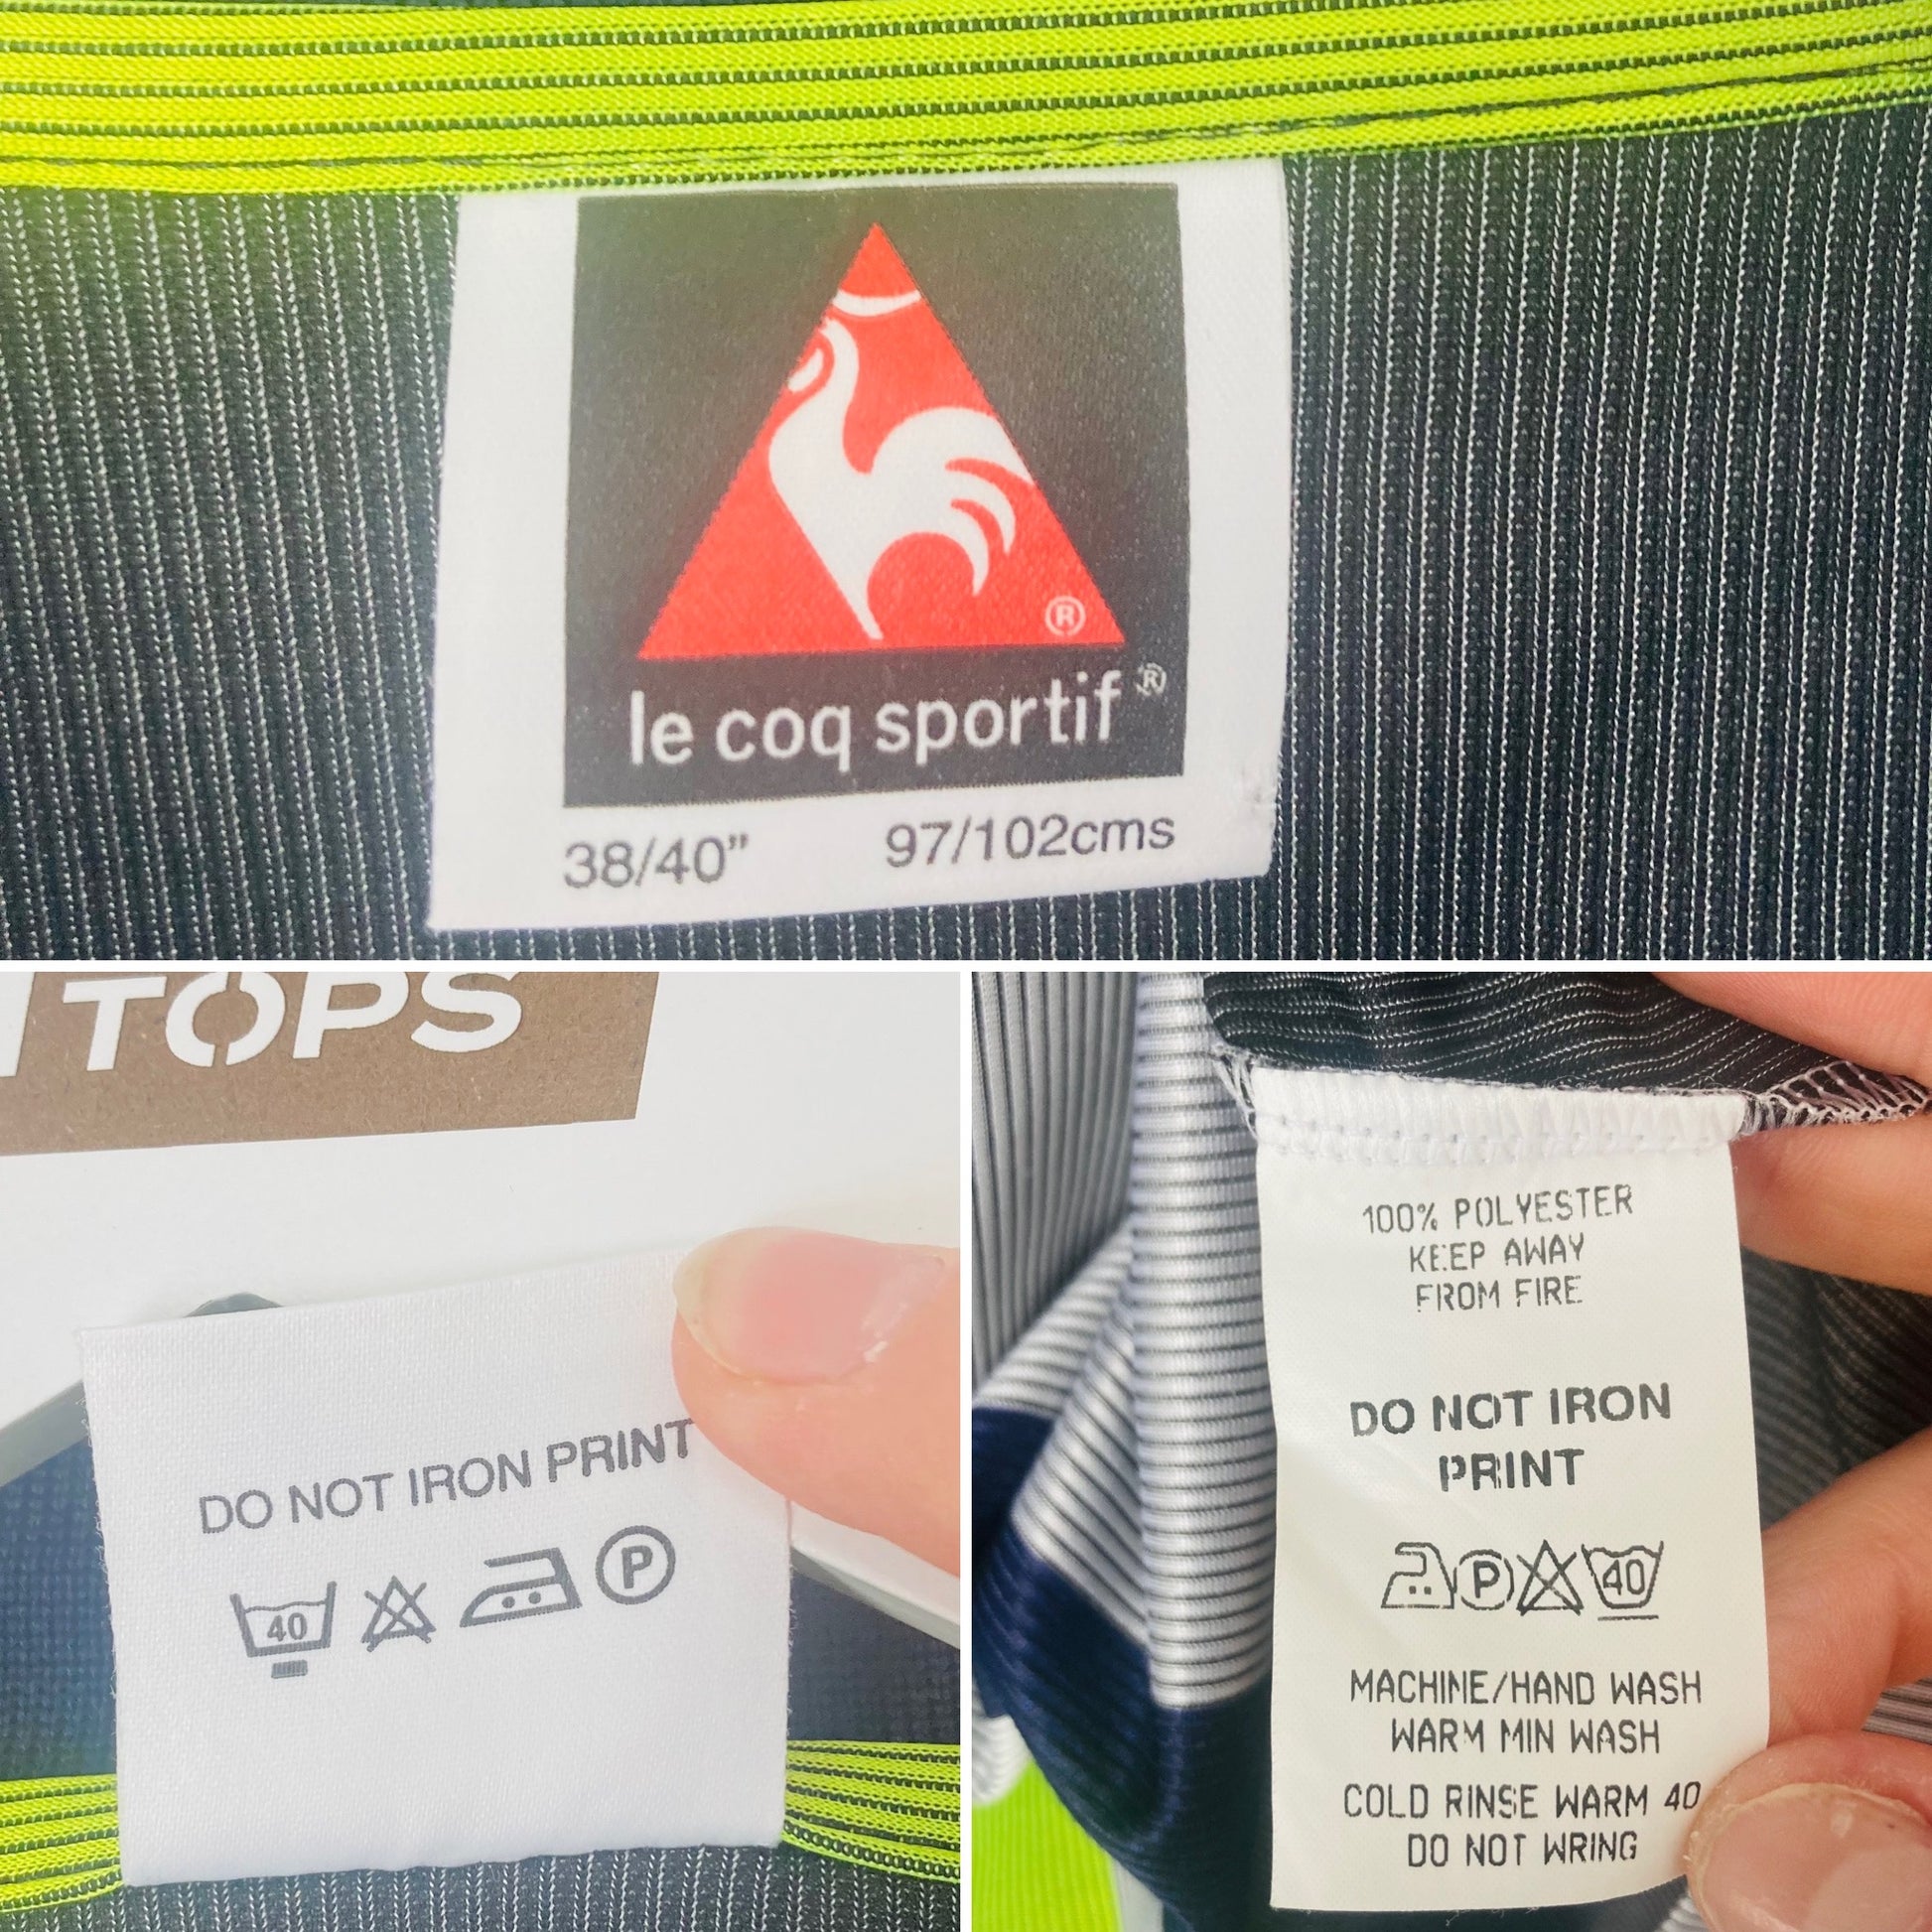 ®
le coq sportif®
38/40” 97/102cms
TOPS
DO NOT IRON PRINT
40 P
100% POLYESTER
KEEP AWAY
FROM FIRE
DO NOT IRON
PRINT
P 40
MACHINE/HAND WASH
WARM MIN WASH
COLD RINSE WARM 40
DO NOT WRING